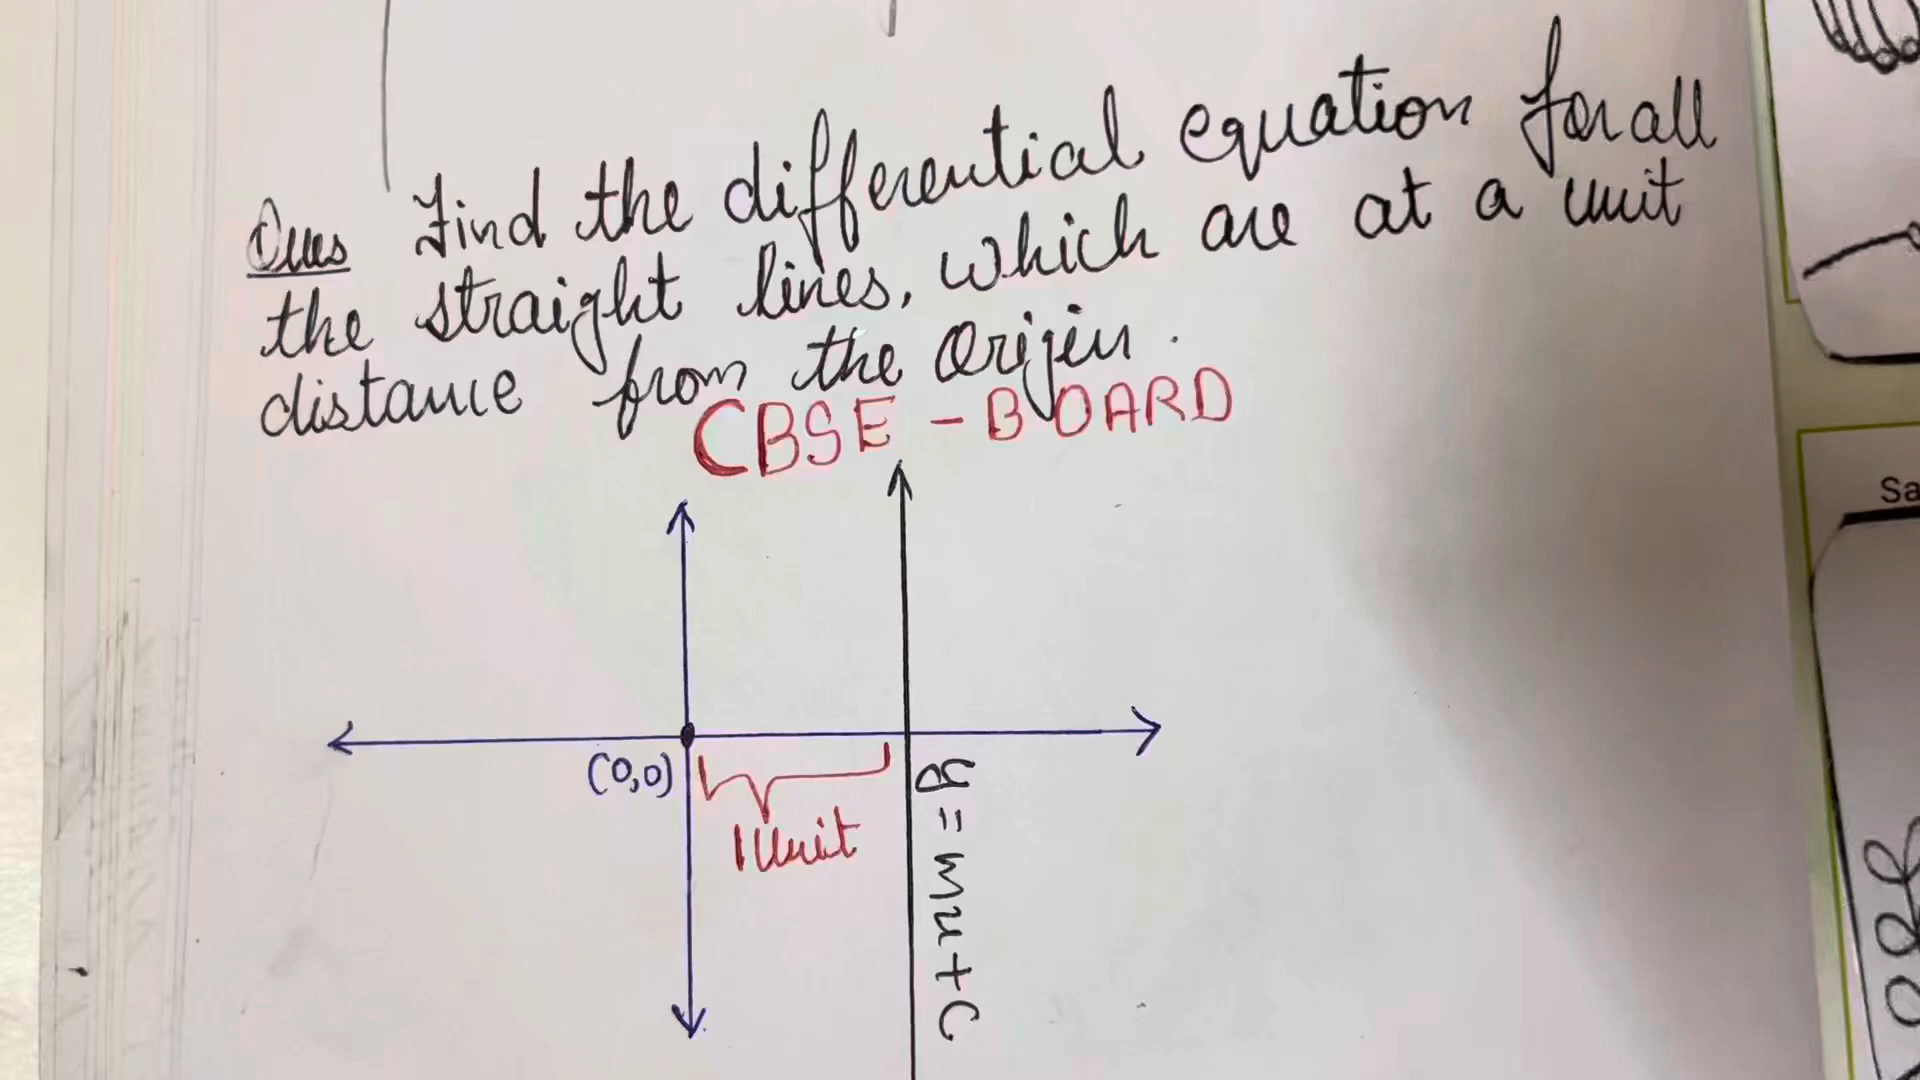 Ques Find the differential equation for all
the straight lines, which are at a unit
distance from the origin.
CBSE - BOARD
(0,0)
1 Unit
y = mx + c
Sa